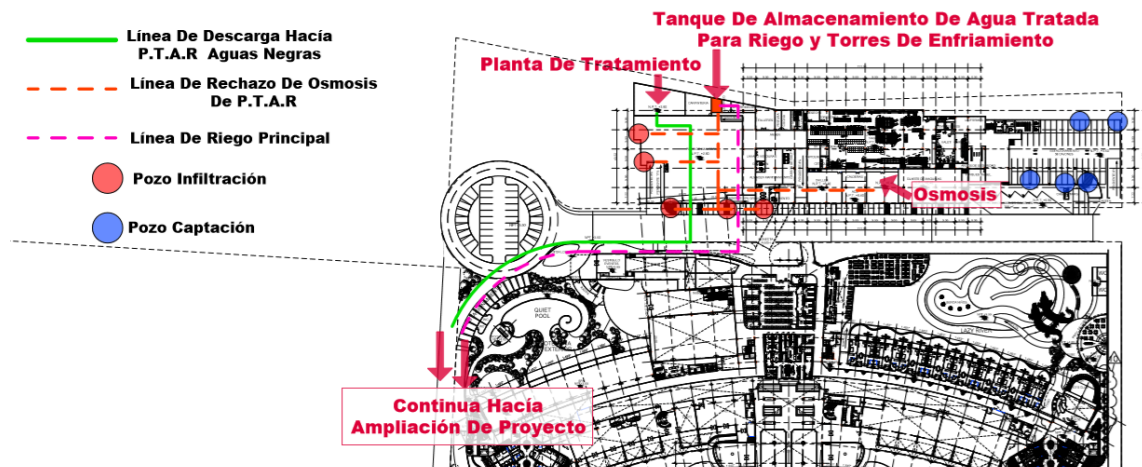 Tanque De Almacenamiento De Agua Tratada
Para Riego y Torres De Enfriamiento
Línea De Descarga Hacía
P.T.A.R Aguas Negras
Planta De Tratamiento
Línea De Rechazo De Osmosis
De P.T.A.R
Línea De Riego Principal
Pozo Infiltración
Osmosis
Pozo Captación
QUIET
POOL
LAZY RIVER
Continua Hacía
Ampliación De Proyecto